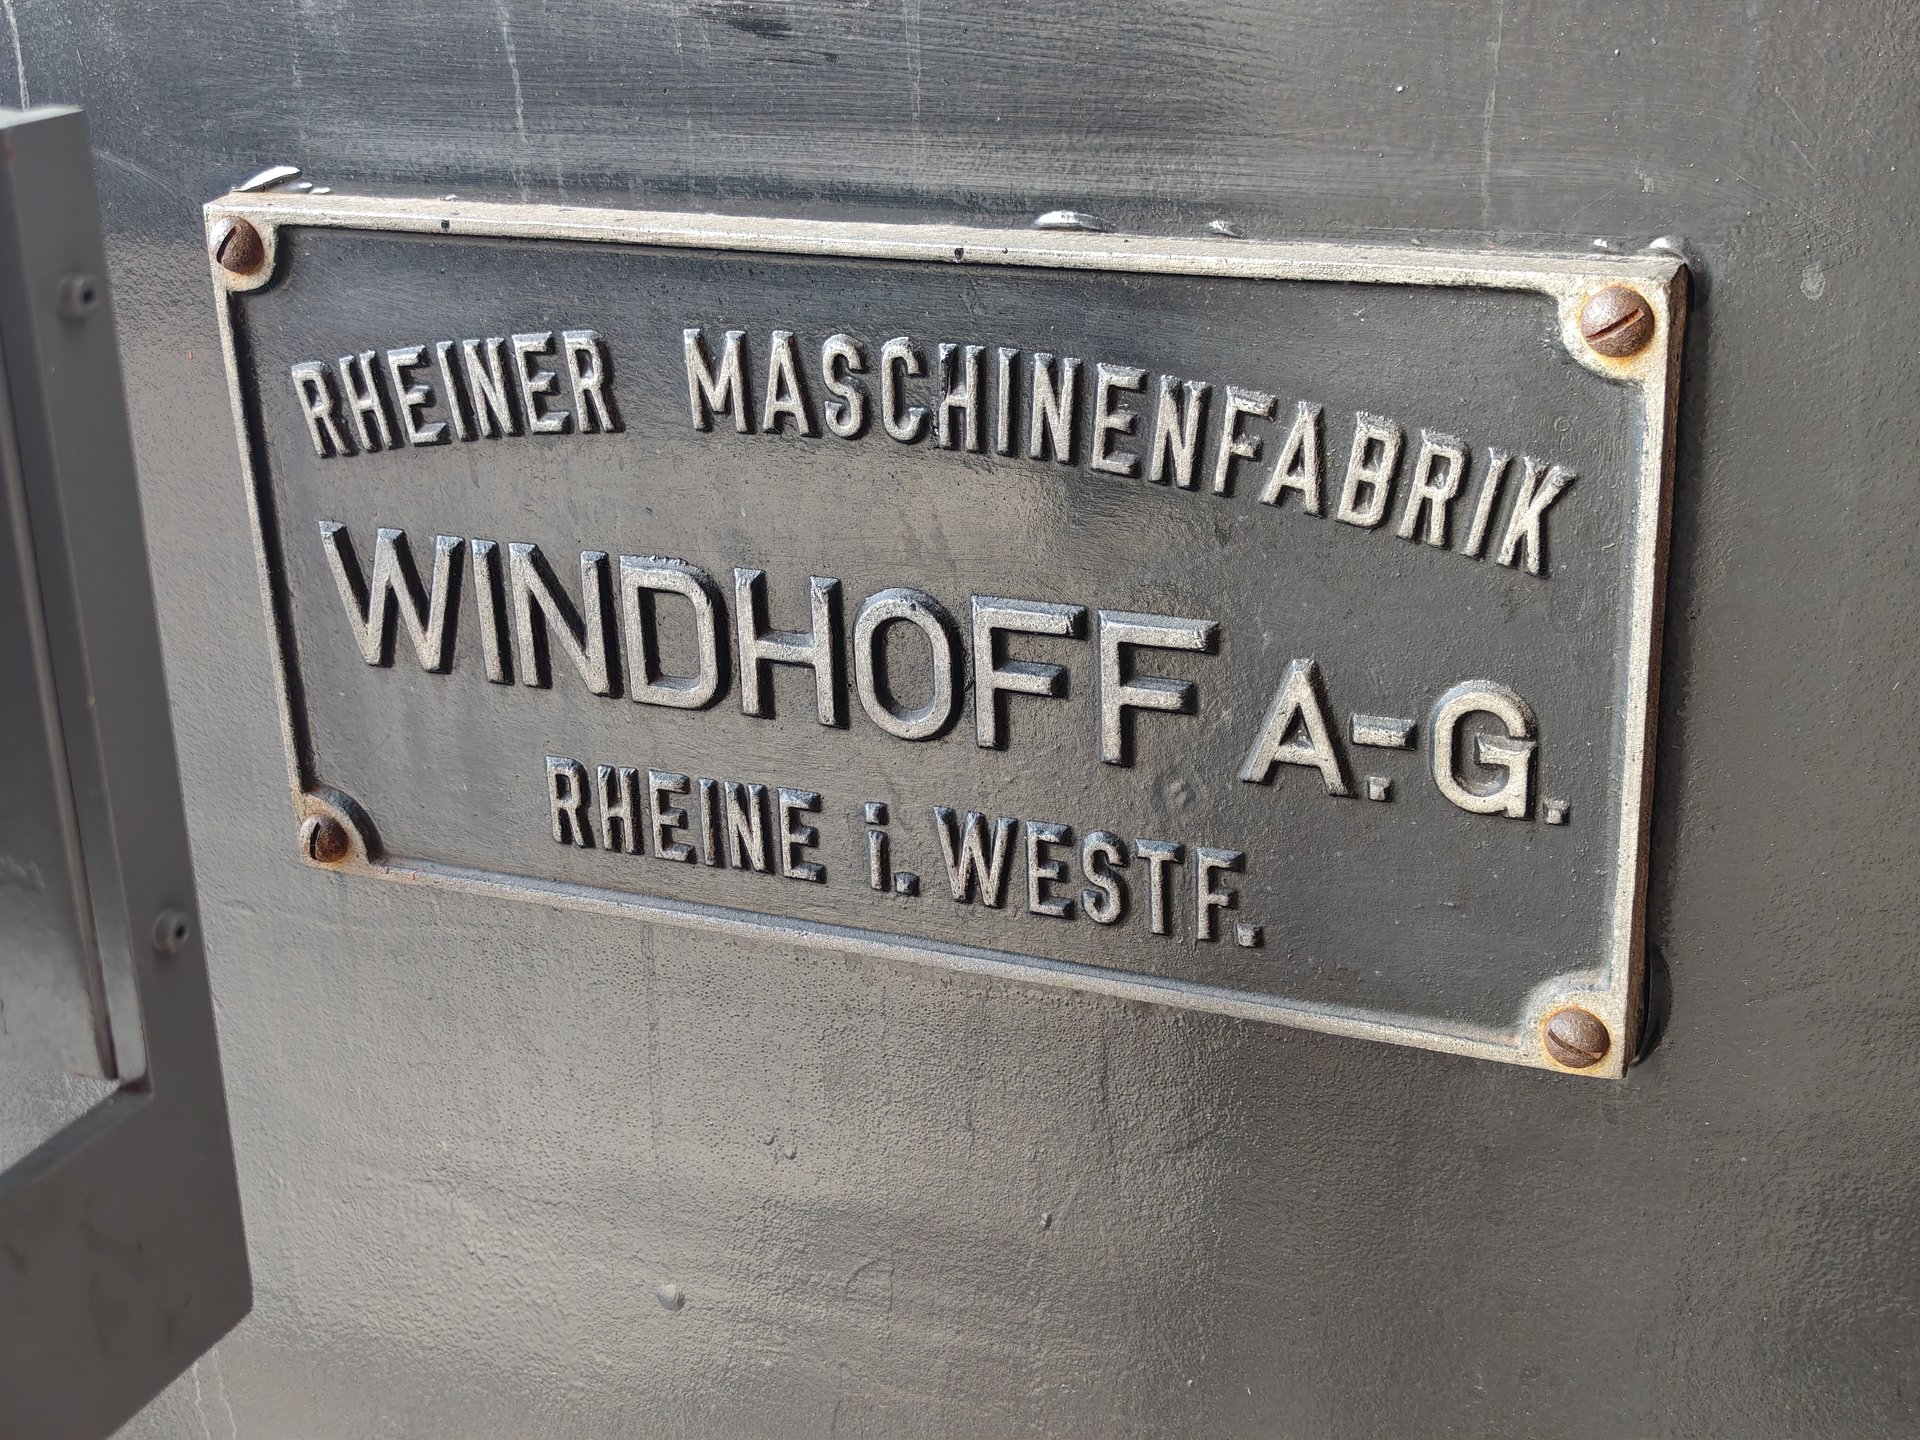 RHEINER MASCHINENFABRIK
WINDHOFF A.-G.
RHEINE i. WESTF.